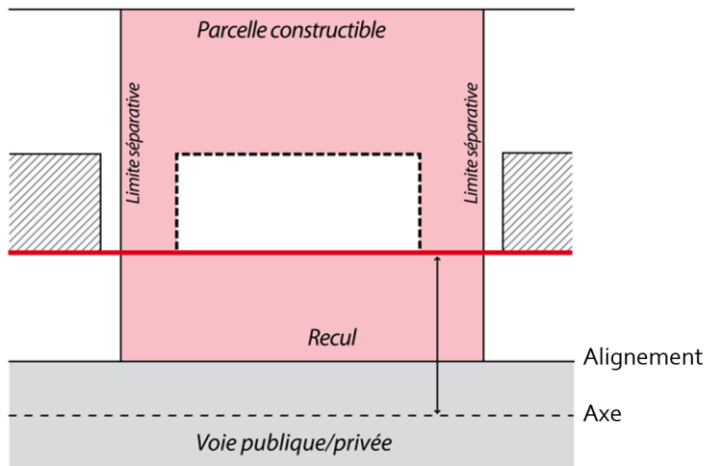 Parcelle constructible
Limite séparative
Limite séparative
Recul
Alignement
Axe
Voie publique/privée